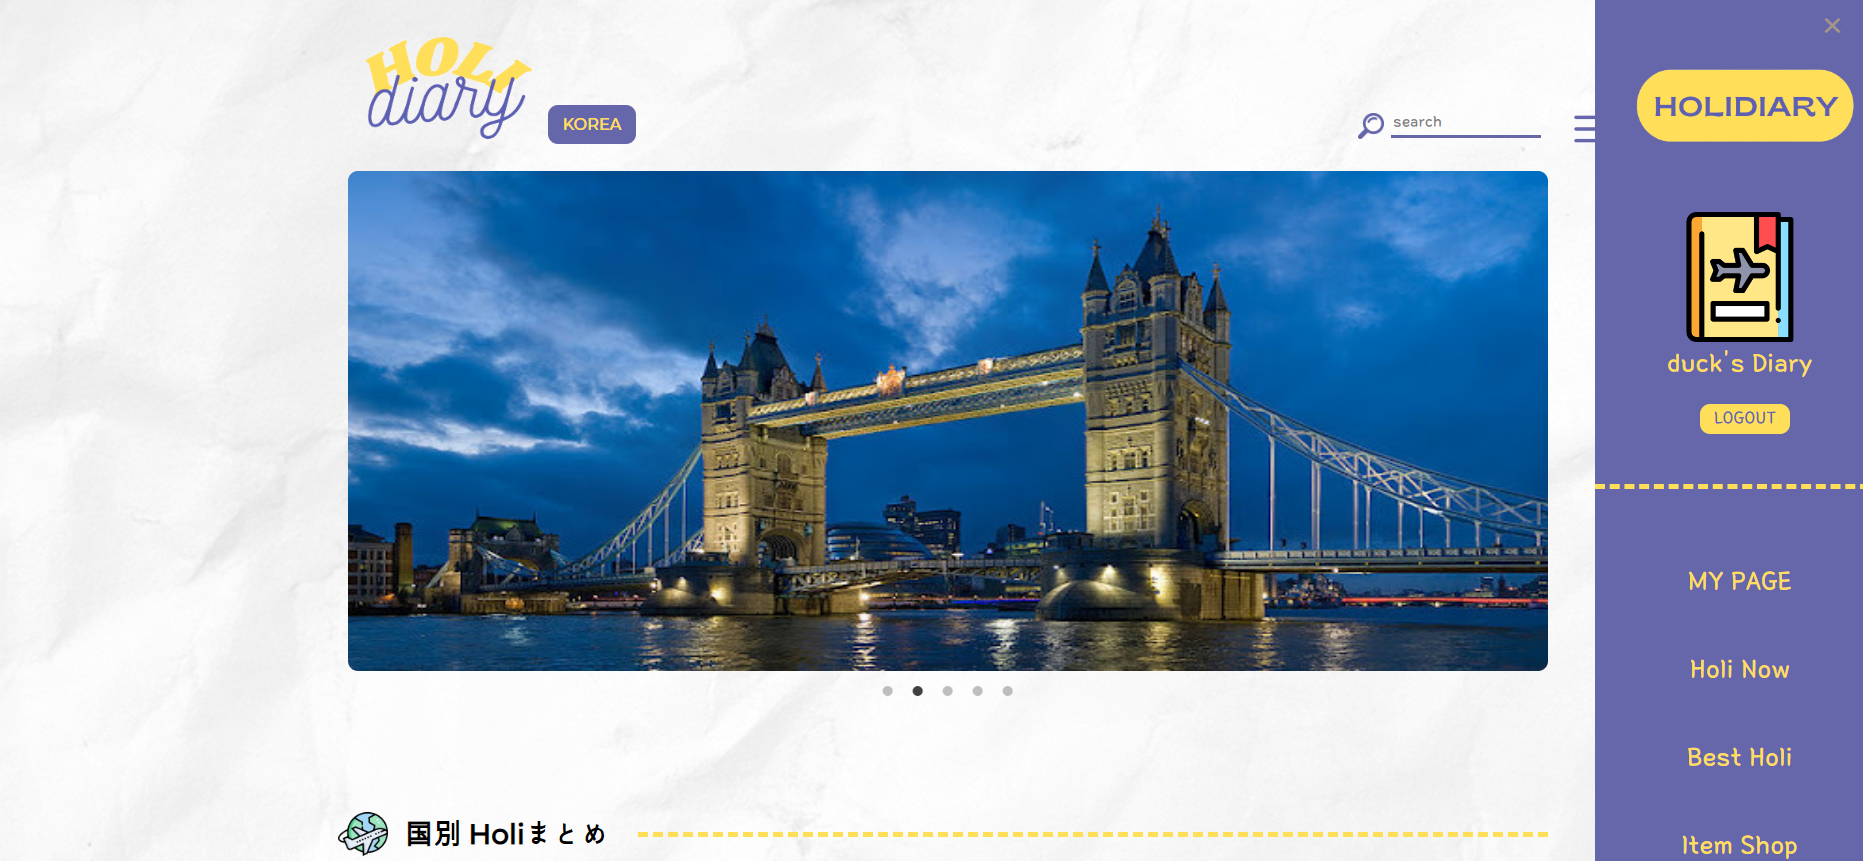 HOLI
diary
KOREA
search
HOLIDIARY
duck's Diary
LOGOUT
MY PAGE
Holi Now
Best Holi
Item Shop
国別 Holiまとめ